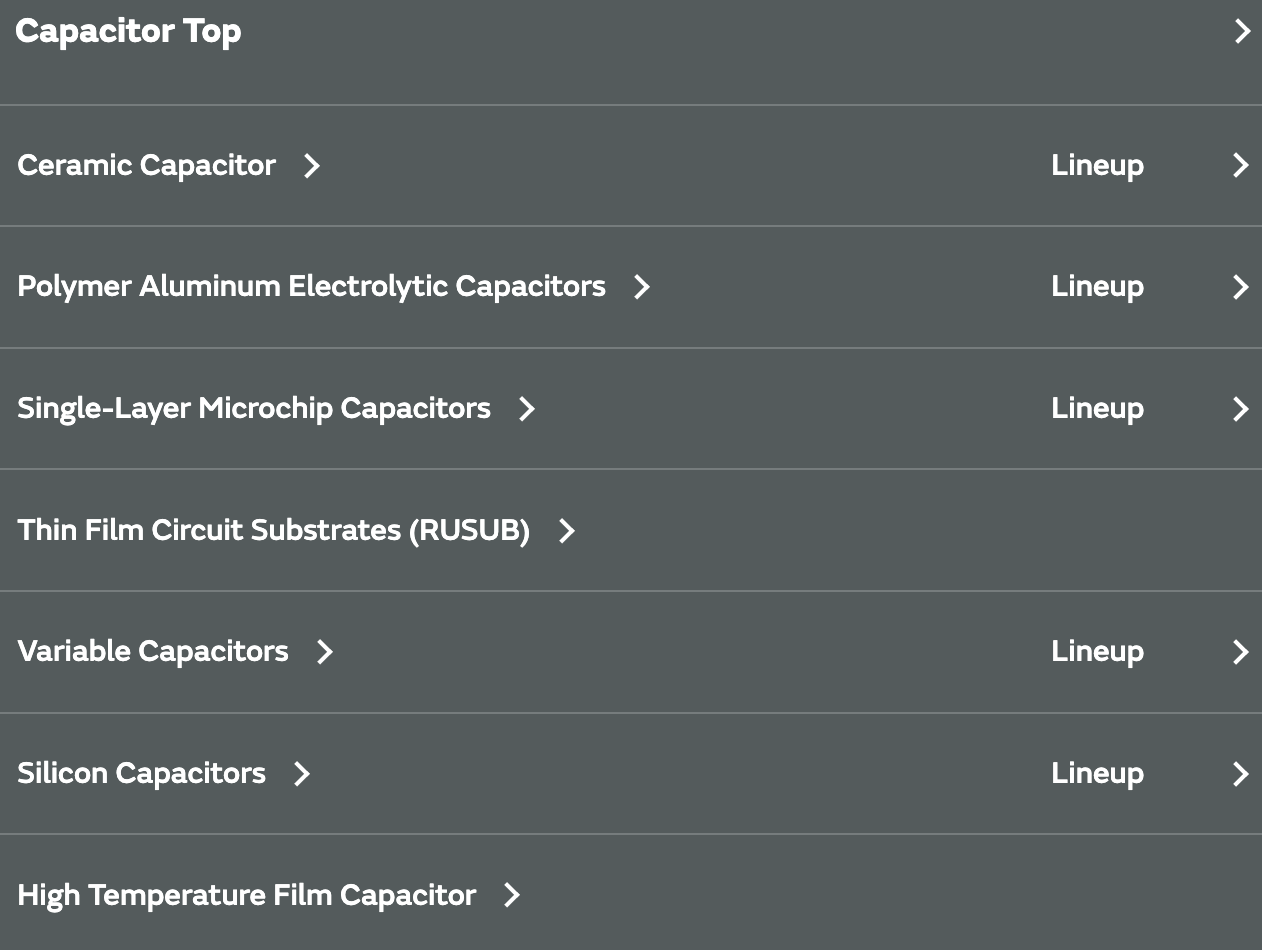 Capacitor Top
Ceramic Capacitor Lineup
Polymer Aluminum Electrolytic Capacitors Lineup
Single-Layer Microchip Capacitors Lineup
Thin Film Circuit Substrates (RUSUB)
Variable Capacitors Lineup
Silicon Capacitors Lineup
High Temperature Film Capacitor